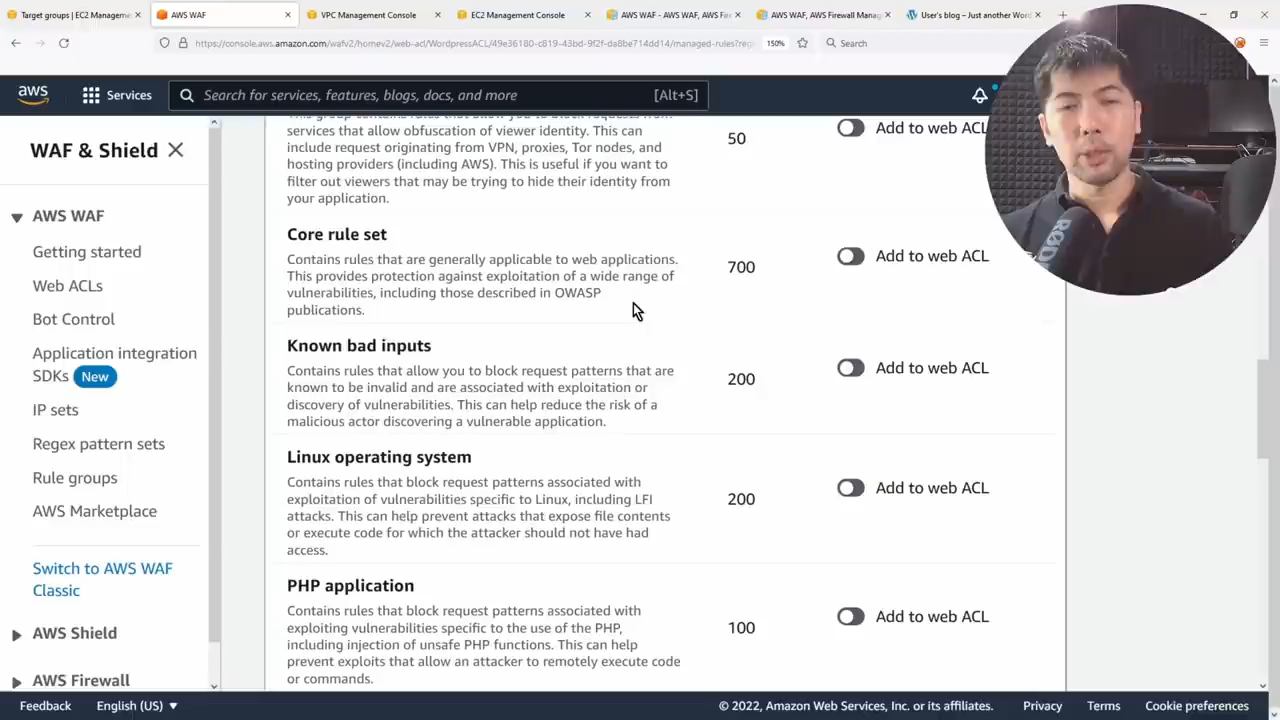 Target groups | EC2 Manageme
AWS WAF
VPC Management Console
EC2 Management Console
AWS WAF - AWS WAF, AWS Fire
AWS WAF, AWS Firewall Manag
User's blog – Just another Word
https://console.aws.amazon.com/wafv2/homev2/web-acl/WordpressACL/49e36180-c819-43bd-9f2f-da8be714dd14/managed-rules?reg
150%
Search
aws
Services
Search for services, features, blogs, docs, and more
[Alt+S]
WAF & Shield
AWS WAF
Getting started
Web ACLs
Bot Control
Application integration
SDKs New
IP sets
Regex pattern sets
Rule groups
AWS Marketplace
Switch to AWS WAF
Classic
AWS Shield
AWS Firewall
This group contains rules that allow you to block requests from
services that allow obfuscation of viewer identity. This can
include request originating from VPN, proxies, Tor nodes, and
hosting providers (including AWS). This is useful if you want to
filter out viewers that may be trying to hide their identity from
your application.
50
Add to web ACL
Core rule set
Contains rules that are generally applicable to web applications.
This provides protection against exploitation of a wide range of
vulnerabilities, including those described in OWASP
publications.
700
Add to web ACL
Known bad inputs
Contains rules that allow you to block request patterns that are
known to be invalid and are associated with exploitation or
discovery of vulnerabilities. This can help reduce the risk of a
malicious actor discovering a vulnerable application.
200
Add to web ACL
Linux operating system
Contains rules that block request patterns associated with
exploitation of vulnerabilities specific to Linux, including LFI
attacks. This can help prevent attacks that expose file contents
or execute code for which the attacker should not have had
access.
200
Add to web ACL
PHP application
Contains rules that block request patterns associated with
exploiting vulnerabilities specific to the use of the PHP,
including injection of unsafe PHP functions. This can help
prevent exploits that allow an attacker to remotely execute code
or commands.
100
Add to web ACL
RØD
Feedback
English (US)
© 2022, Amazon Web Services, Inc. or its affiliates.
Privacy
Terms
Cookie preferences